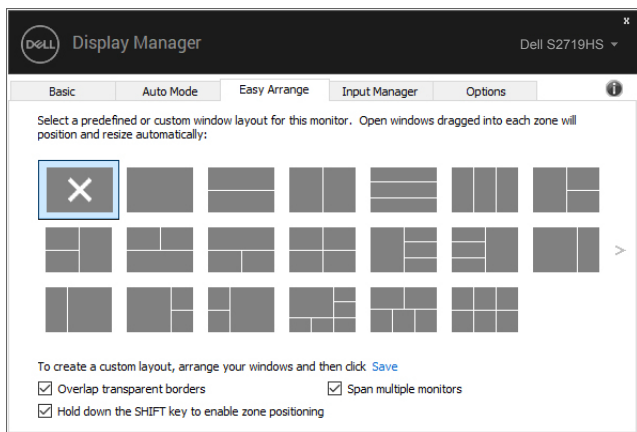 x
DELL Display Manager Dell S2719HS
Basic Auto Mode Easy Arrange Input Manager Options
Select a predefined or custom window layout for this monitor. Open windows dragged into each zone will
position and resize automatically:
To create a custom layout, arrange your windows and then click Save
Overlap transparent borders Span multiple monitors
Hold down the SHIFT key to enable zone positioning